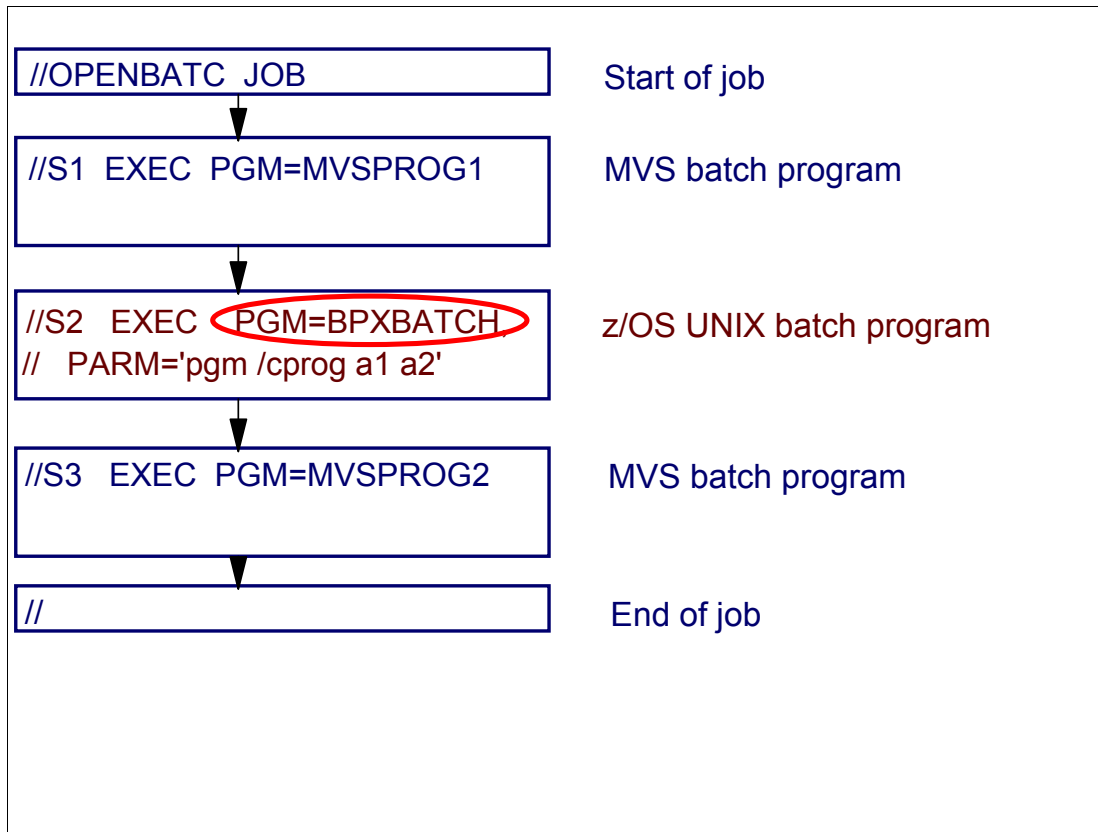 //OPENBATC JOB
Start of job
//S1 EXEC PGM=MVSPROG1
MVS batch program
//S2 EXEC PGM=BPXBATCH,
// PARM='pgm /cprog a1 a2'
z/OS UNIX batch program
//S3 EXEC PGM=MVSPROG2
MVS batch program
//
End of job